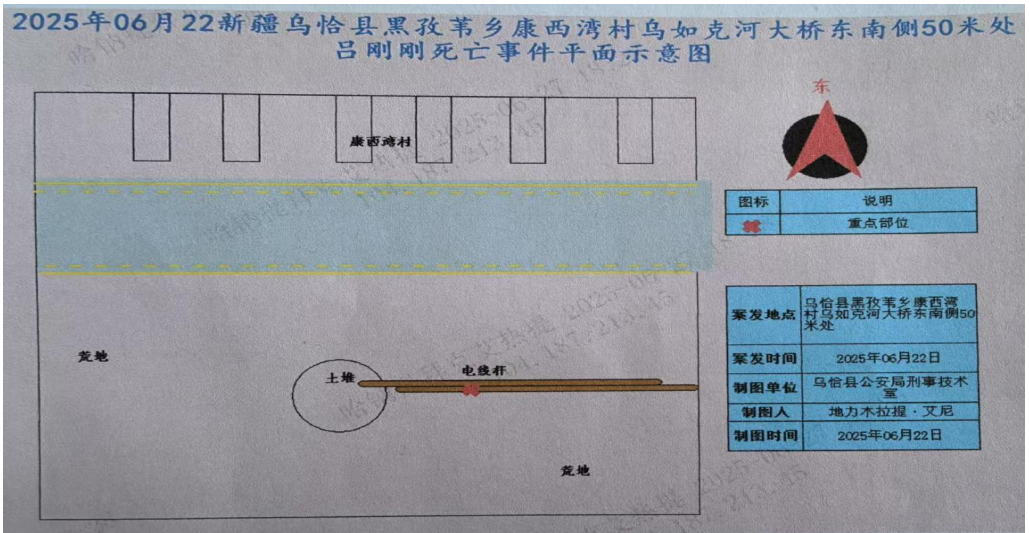 2025年06月22新疆乌恰县黑孜苇乡康西湾村乌如克河大桥东南侧50米处
吕刚刚死亡事件平面示意图
东
康西湾村
图标 说明
重点部位
荒地
土堆
电线杆
荒地
案发地点 乌恰县黑孜苇乡康西湾
村乌如克河大桥东南侧50
米处
案发时间 2025年06月22日
制图单位 乌恰县公安局刑事技术
室
制图人 地力木拉提·艾尼
制图时间 2025年06月22日